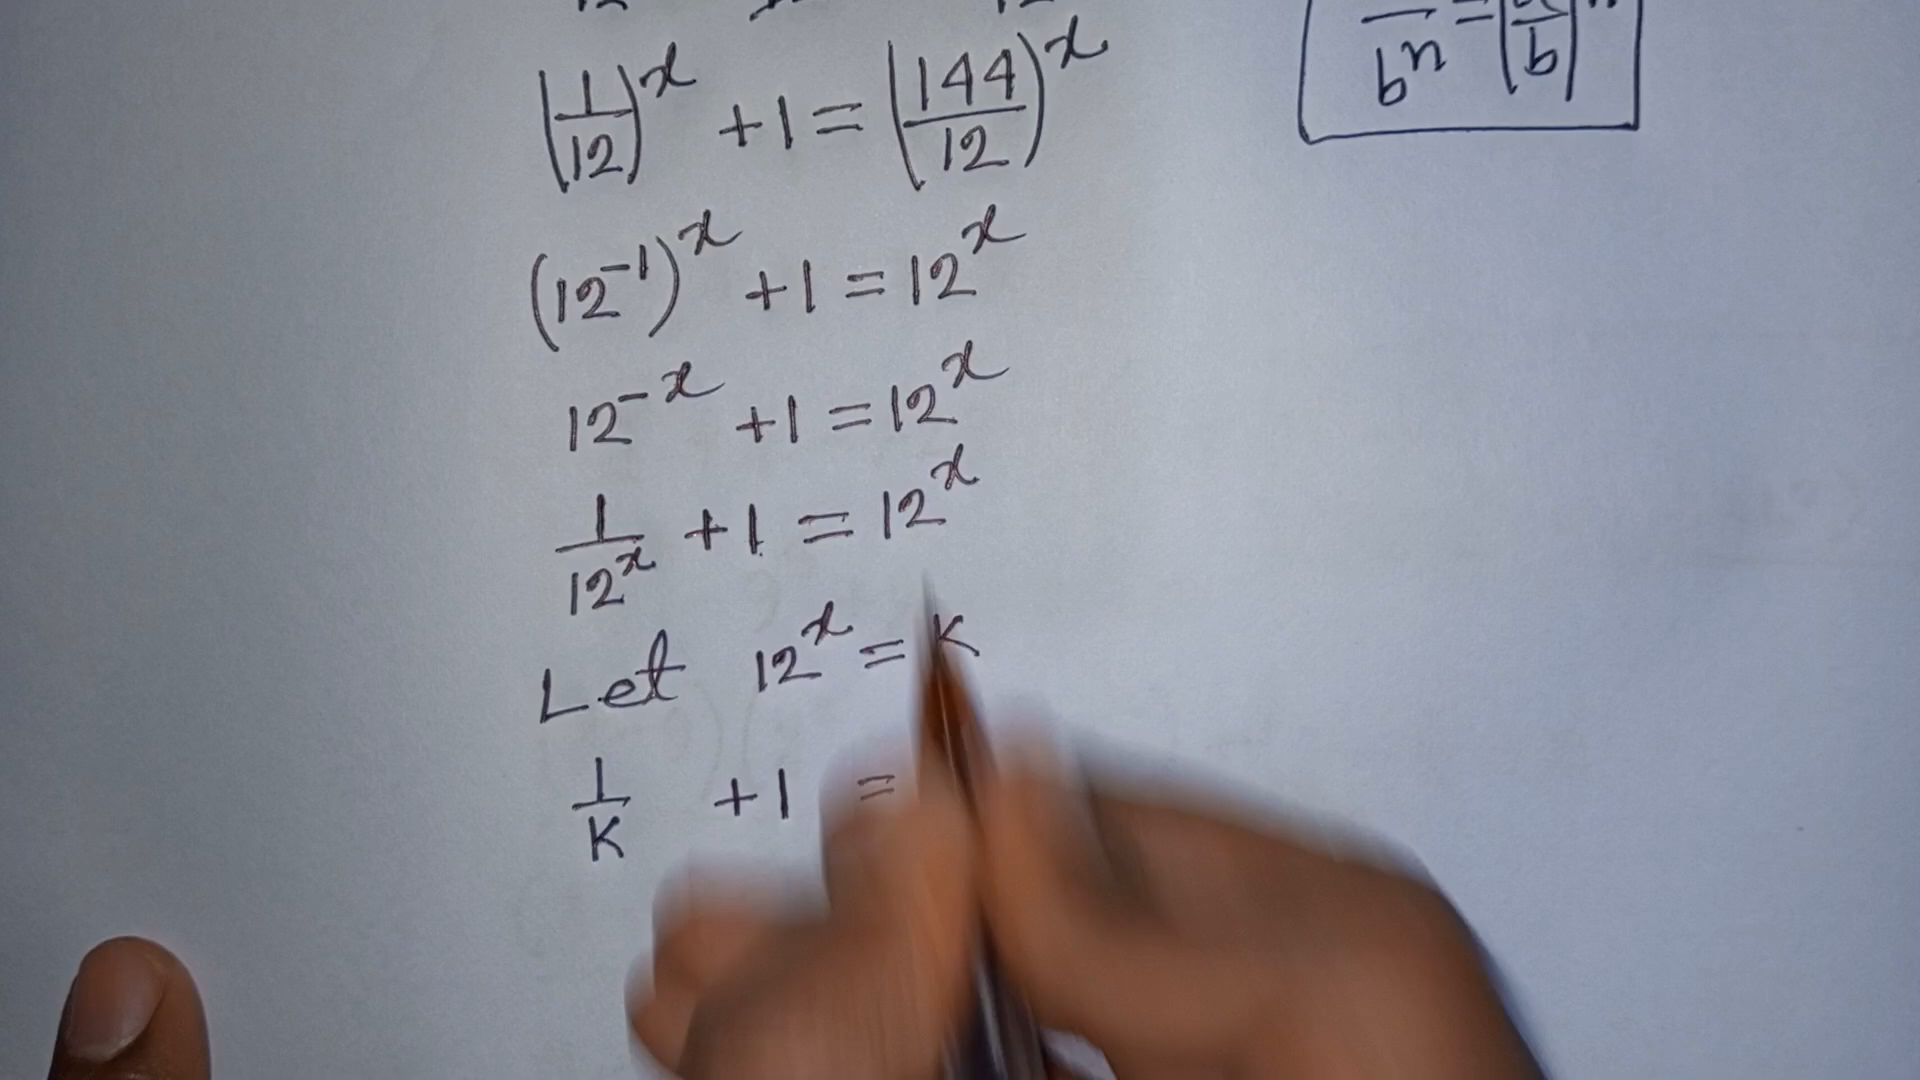 (1/12)^x + 1 = (144/12)^x
(12^-1)^x + 1 = 12^x
12^-x + 1 = 12^x
1/12^x + 1 = 12^x
Let 12^x = K
1/K + 1 =